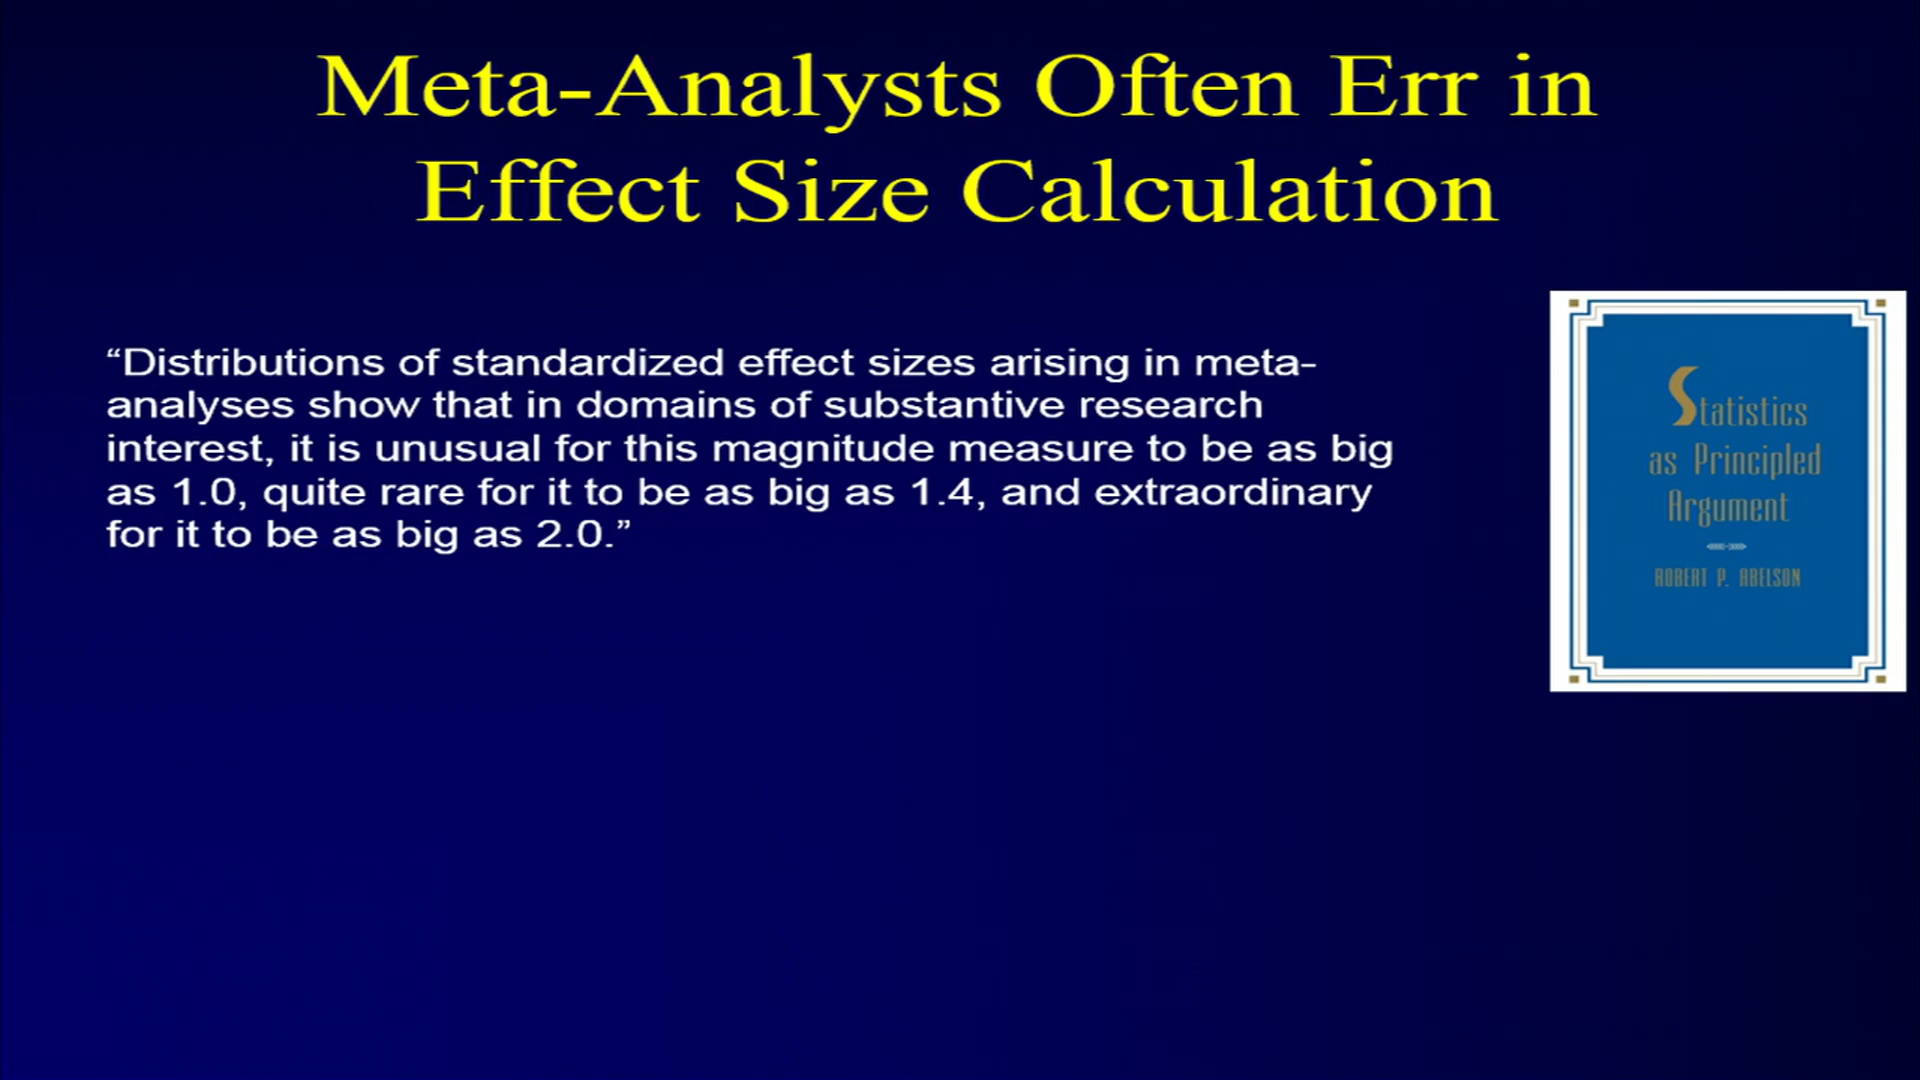 Meta-Analysts Often Err in
Effect Size Calculation
“Distributions of standardized effect sizes arising in meta-
analyses show that in domains of substantive research
interest, it is unusual for this magnitude measure to be as big
as 1.0, quite rare for it to be as big as 1.4, and extraordinary
for it to be as big as 2.0.”
Statistics
as Principled
Argument
ROBERT P. ABELSON